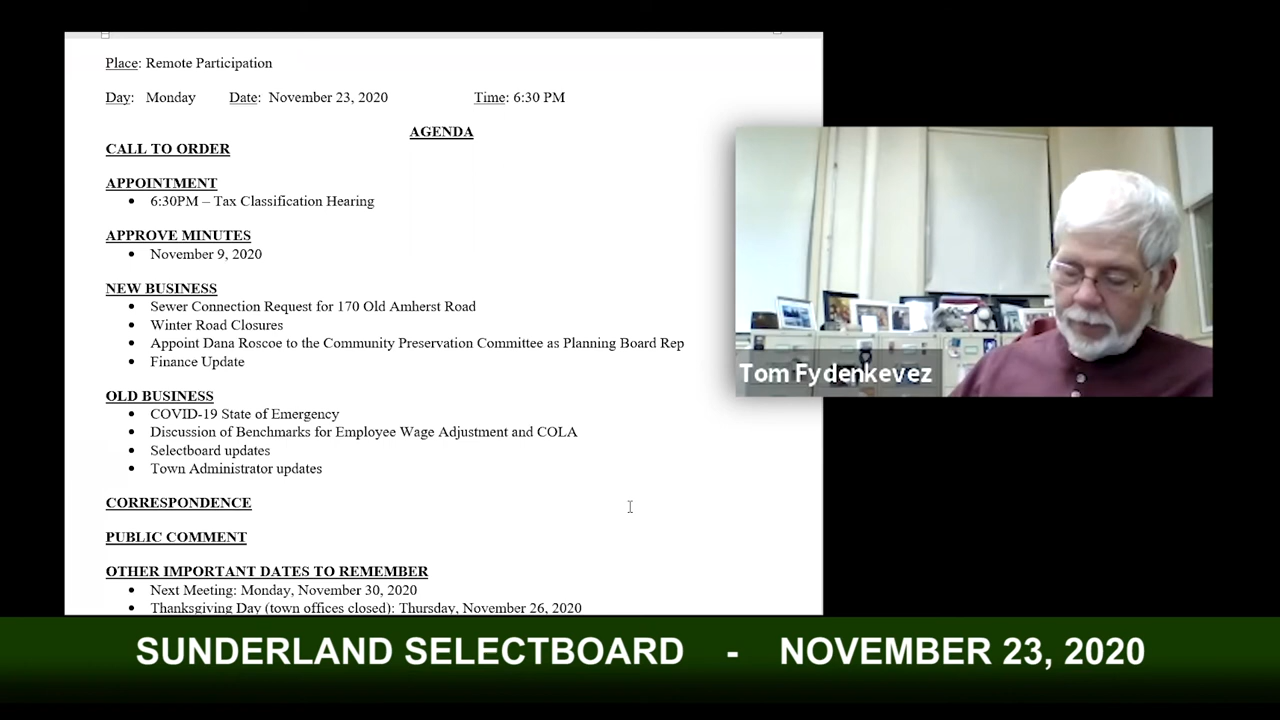 Place: Remote Participation
Day: Monday Date: November 23, 2020 Time: 6:30 PM
AGENDA
CALL TO ORDER
APPOINTMENT
• 6:30PM – Tax Classification Hearing
APPROVE MINUTES
• November 9, 2020
NEW BUSINESS
• Sewer Connection Request for 170 Old Amherst Road
• Winter Road Closures
• Appoint Dana Roscoe to the Community Preservation Committee as Planning Board Rep
• Finance Update
OLD BUSINESS
• COVID-19 State of Emergency
• Discussion of Benchmarks for Employee Wage Adjustment and COLA
• Selectboard updates
• Town Administrator updates
CORRESPONDENCE
PUBLIC COMMENT
OTHER IMPORTANT DATES TO REMEMBER
• Next Meeting: Monday, November 30, 2020
• Thanksgiving Day (town offices closed): Thursday, November 26, 2020
Tom Fydenkevez
SUNDERLAND SELECTBOARD - NOVEMBER 23, 2020